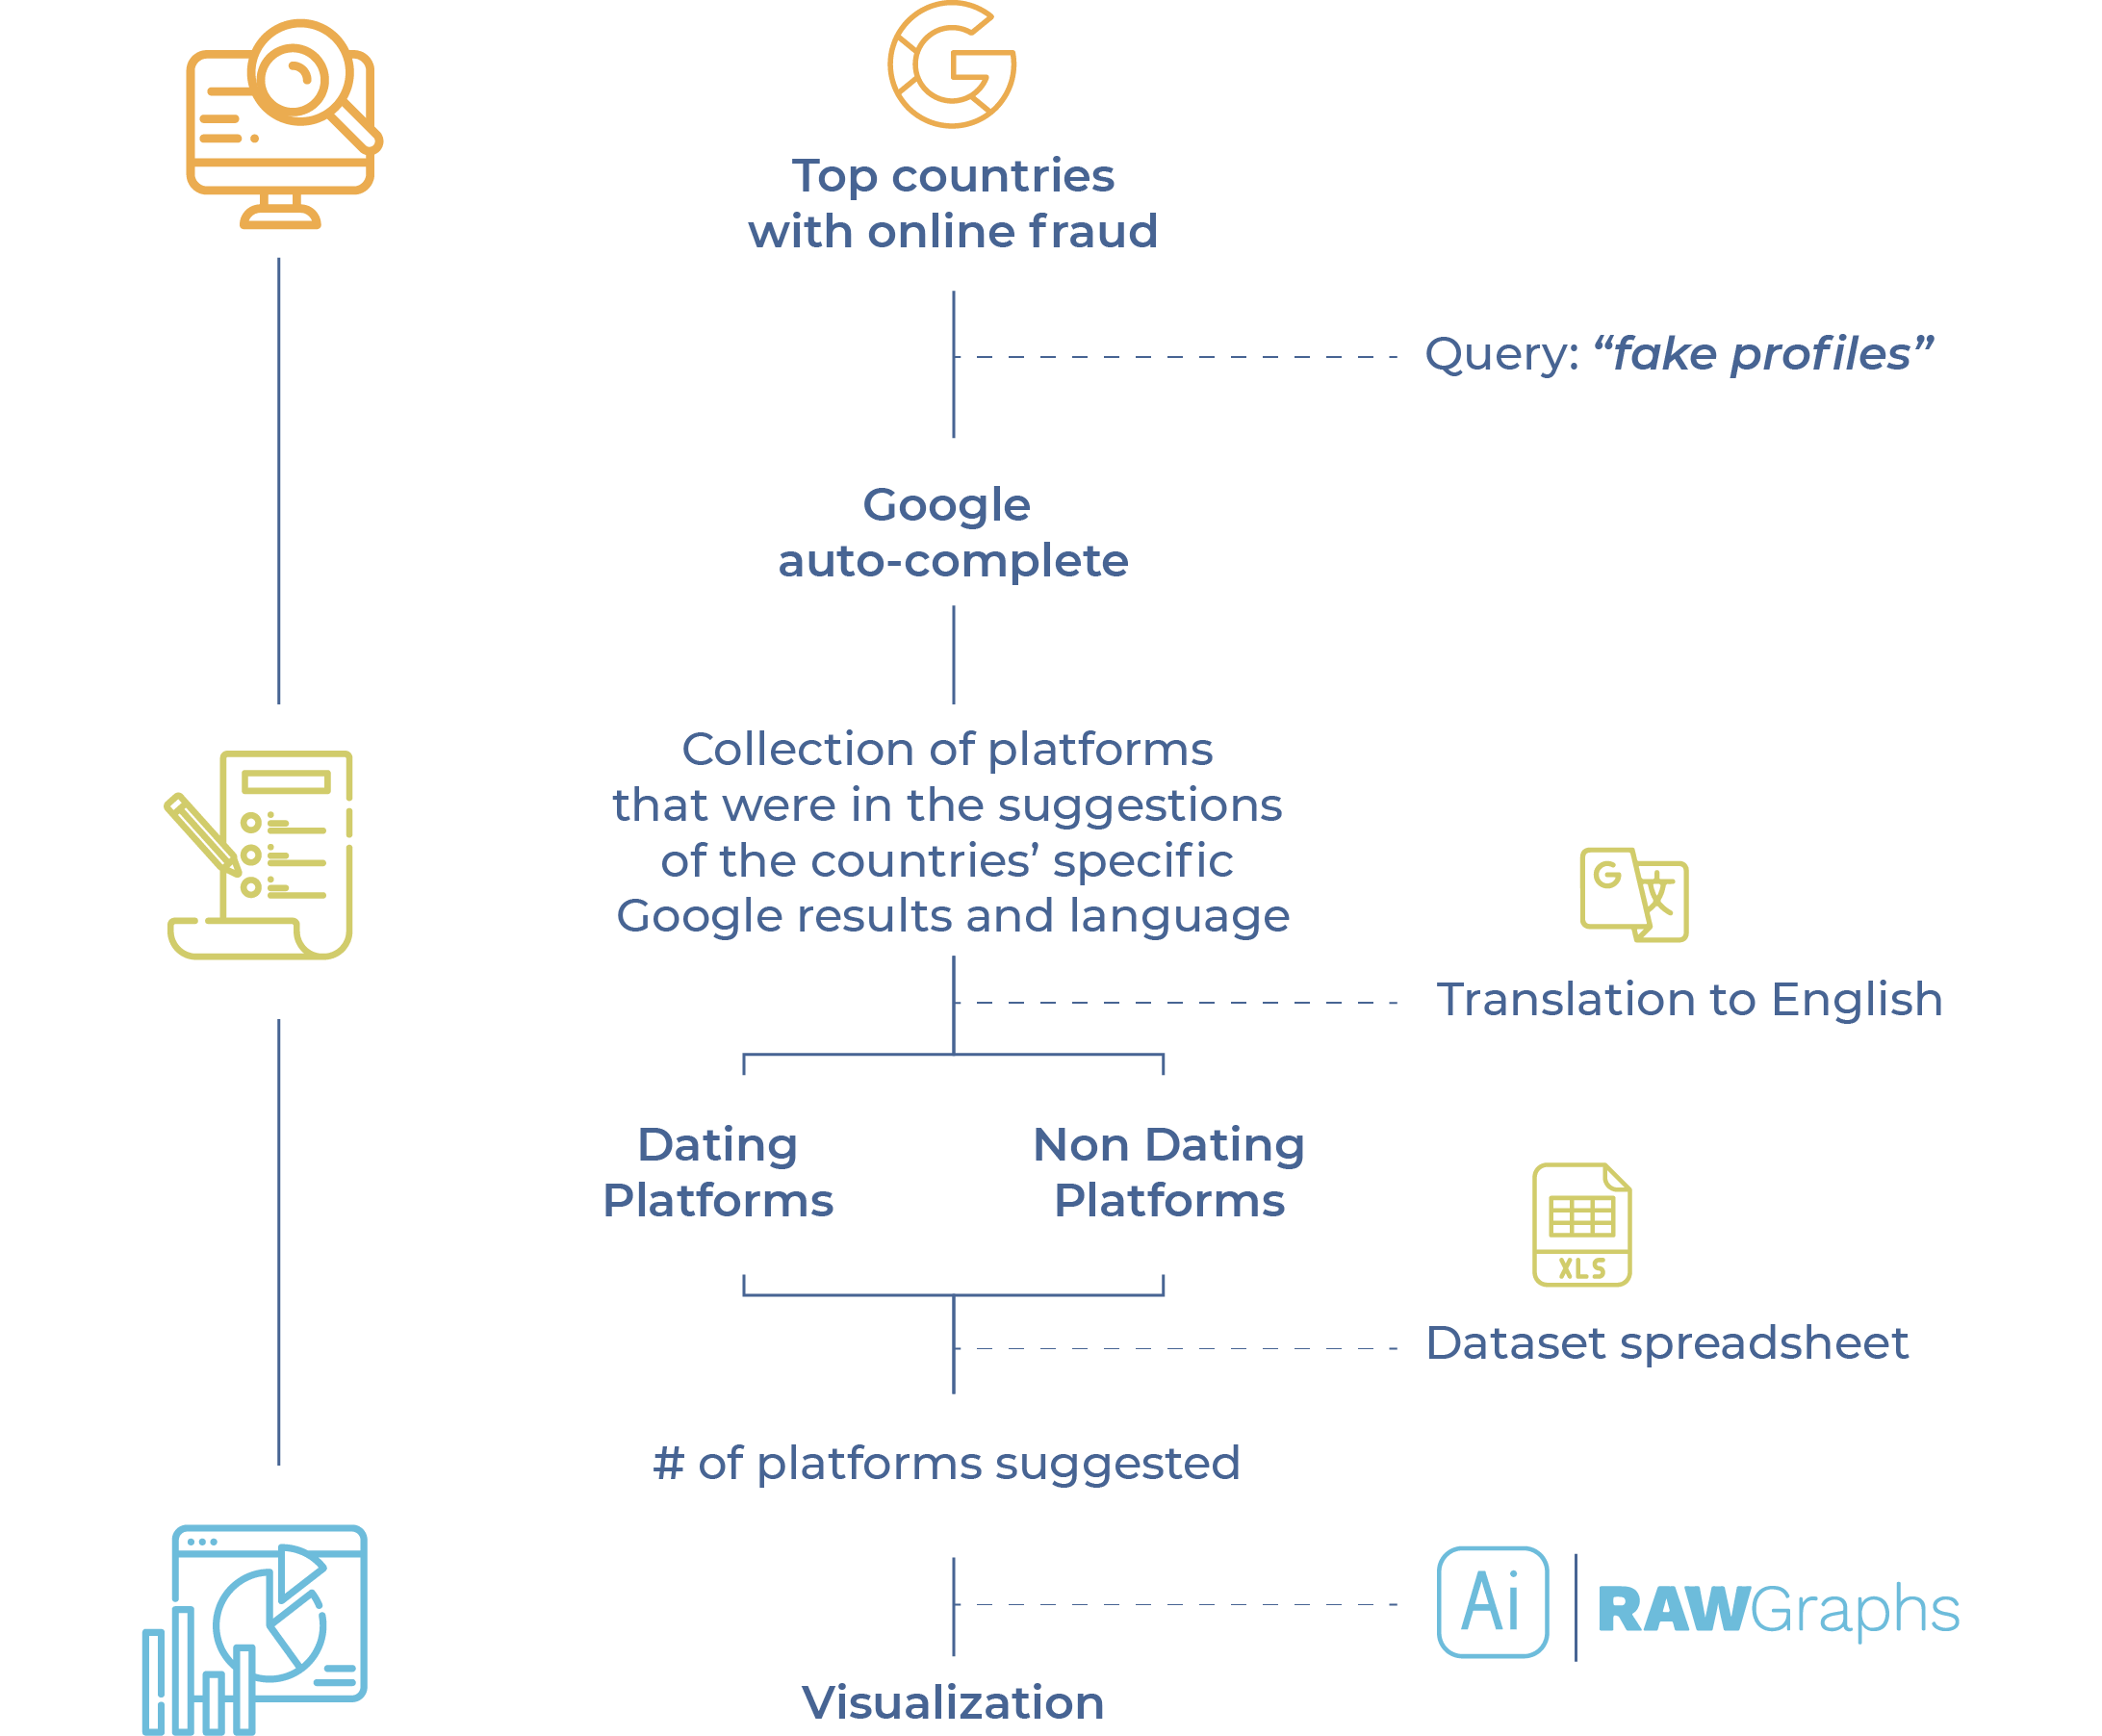 Top countries
with online fraud
Query: “fake profiles”
Google
auto-complete
Collection of platforms
that were in the suggestions
of the countries’ specific
Google results and language
G 文
Translation to English
Dating
Platforms
Non Dating
Platforms
XLS
Dataset spreadsheet
# of platforms suggested
Ai | RAWGraphs
Visualization